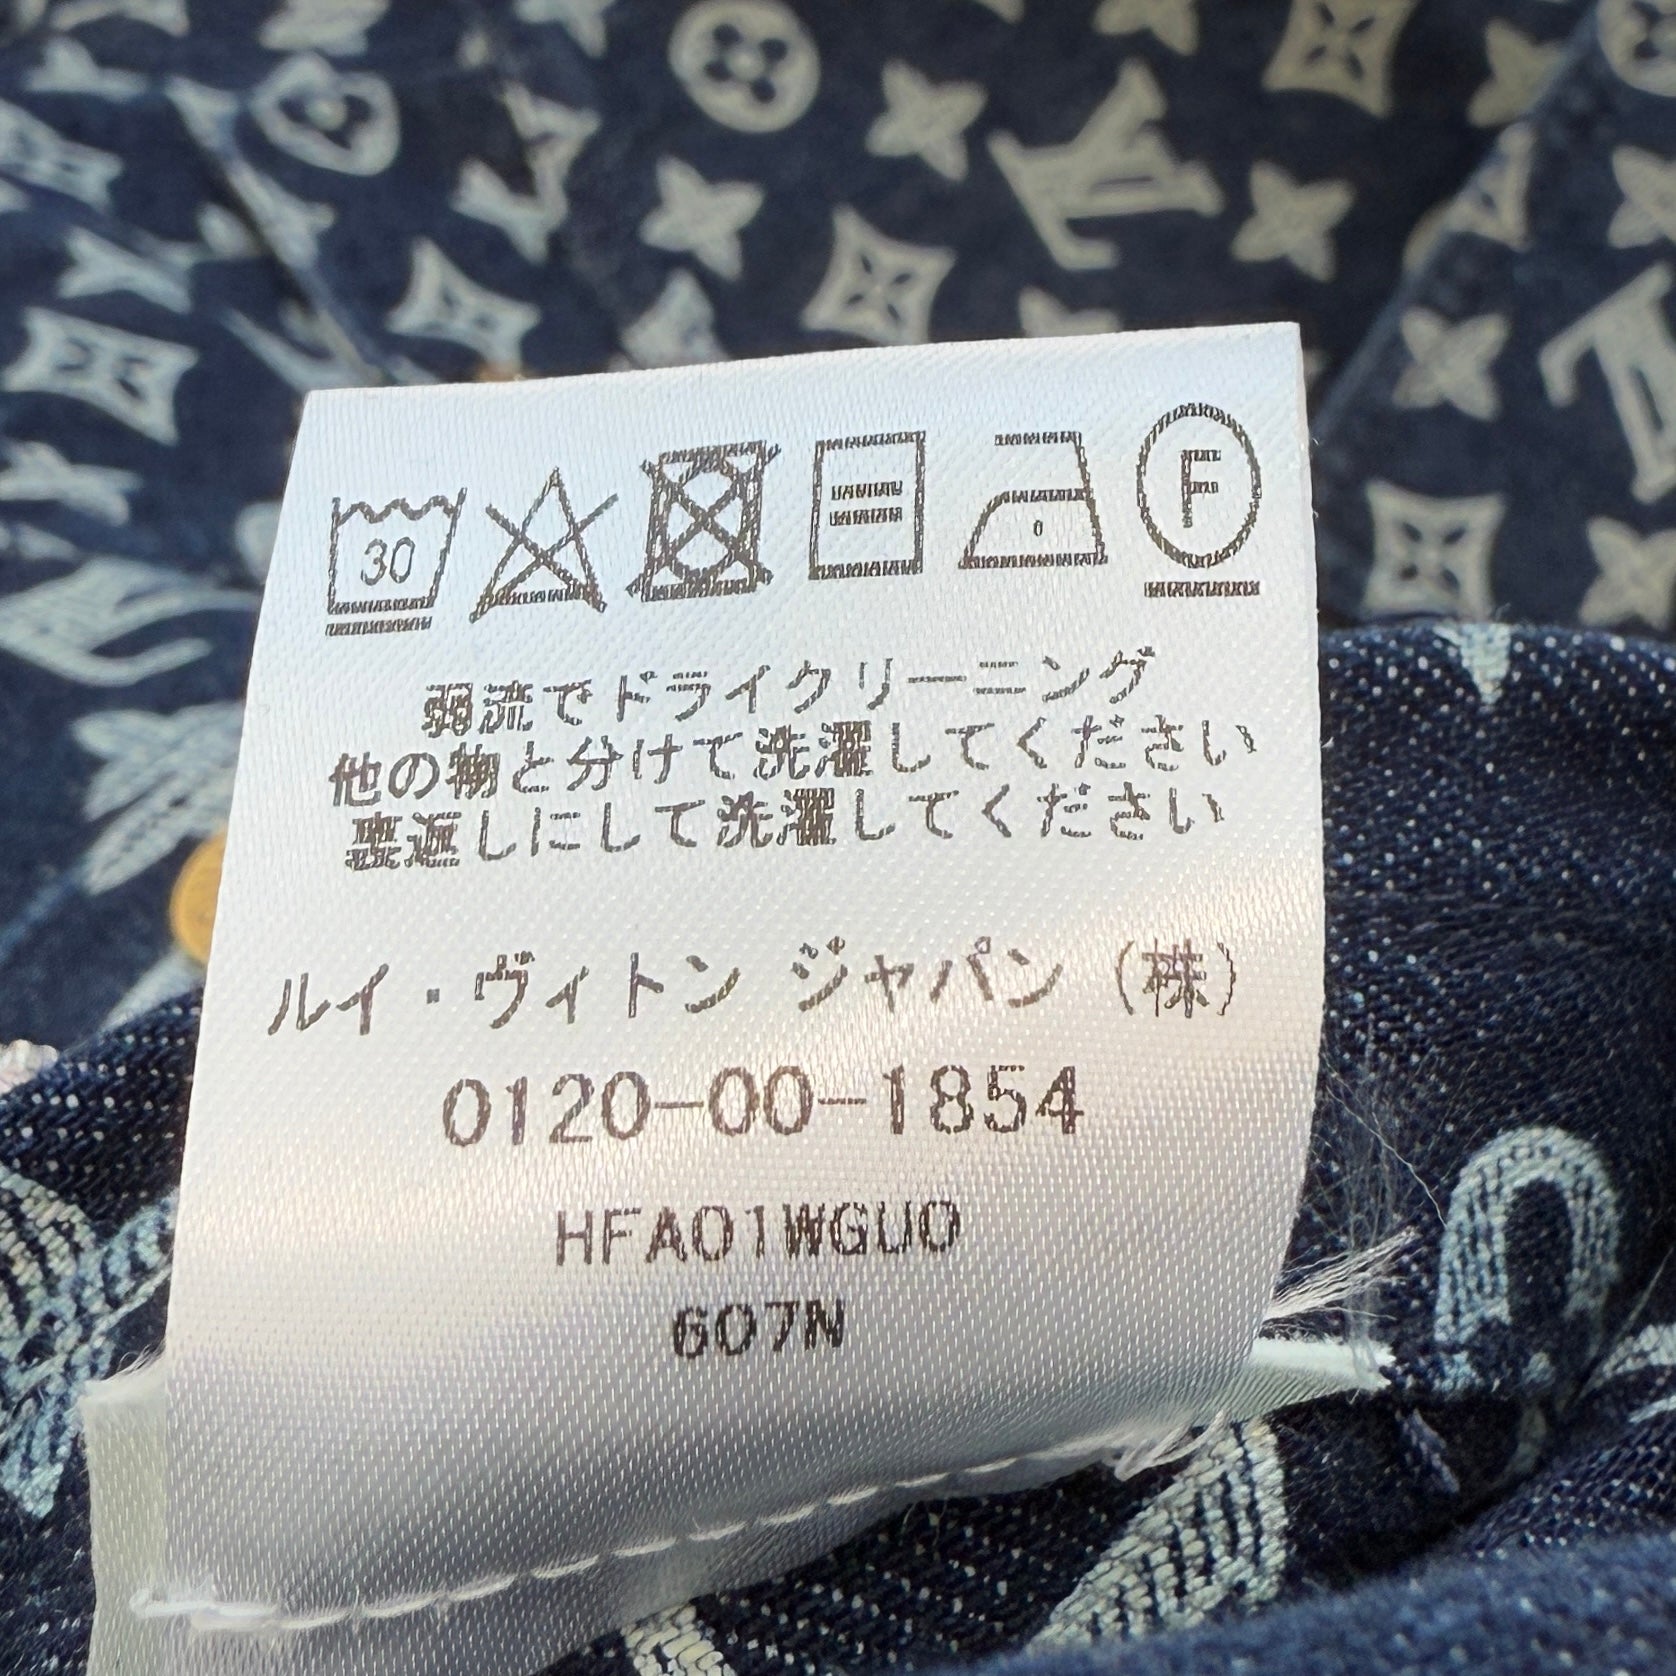 30
F
弱流でドライクリーニング
他の物と分けて洗濯してください
裏返しにして洗濯してください
ルイ・ヴィトン ジャパン (株)
0120-00-1854
HFA01WGUO
607N